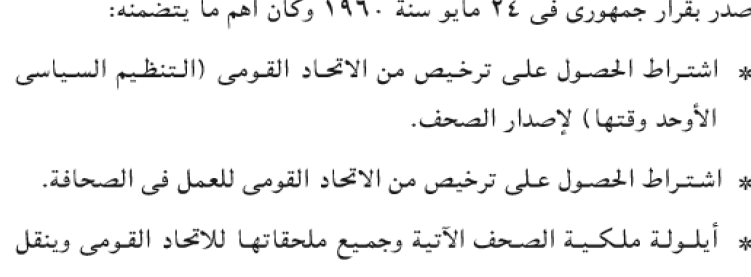 صدر بقرار جمهورى فى ٢٤ مايو سنة ١٩٦٠ وكان أهم ما يتضمنه:
* اشتراط الحصول على ترخيص من الاتحاد القومى (التنظيم السياسى
الأوحد وقتها) لإصدار الصحف.
* اشتراط الحصول على ترخيص من الاتحاد القومى للعمل فى الصحافة.
* أيلولة ملكية الصحف الآتية وجميع ملحقاتها للاتحاد القومى وينقل